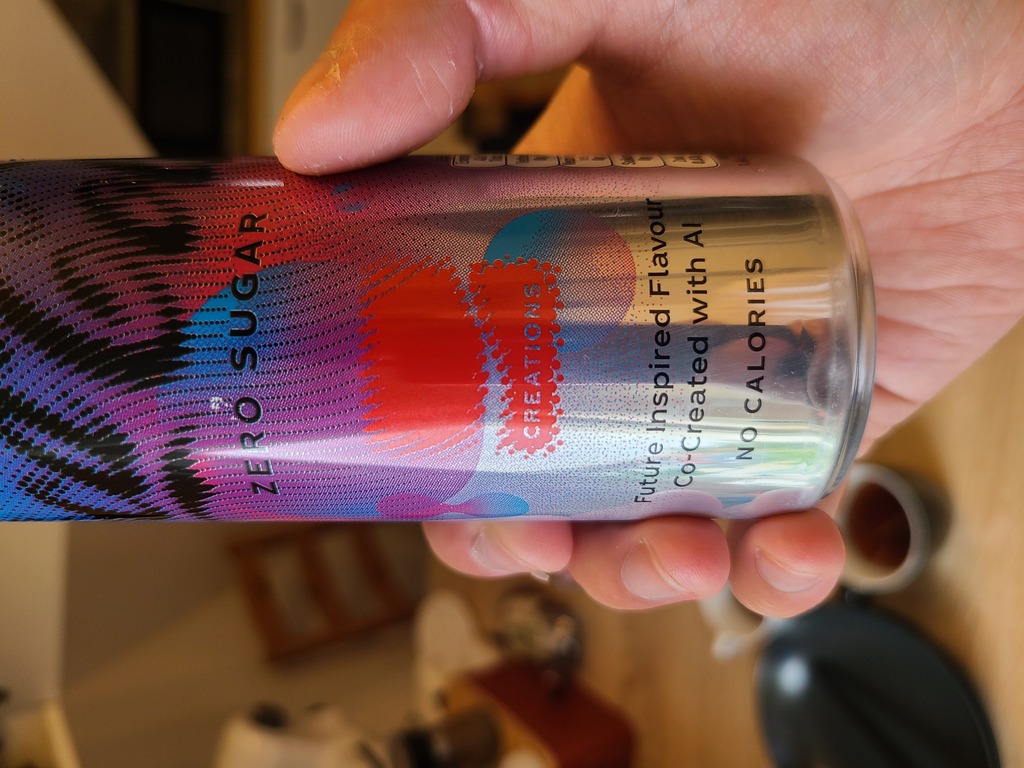 ZERO SUGAR
CREATIONS
Future Inspired Flavour
Co-Created with AI
NO CALORIES